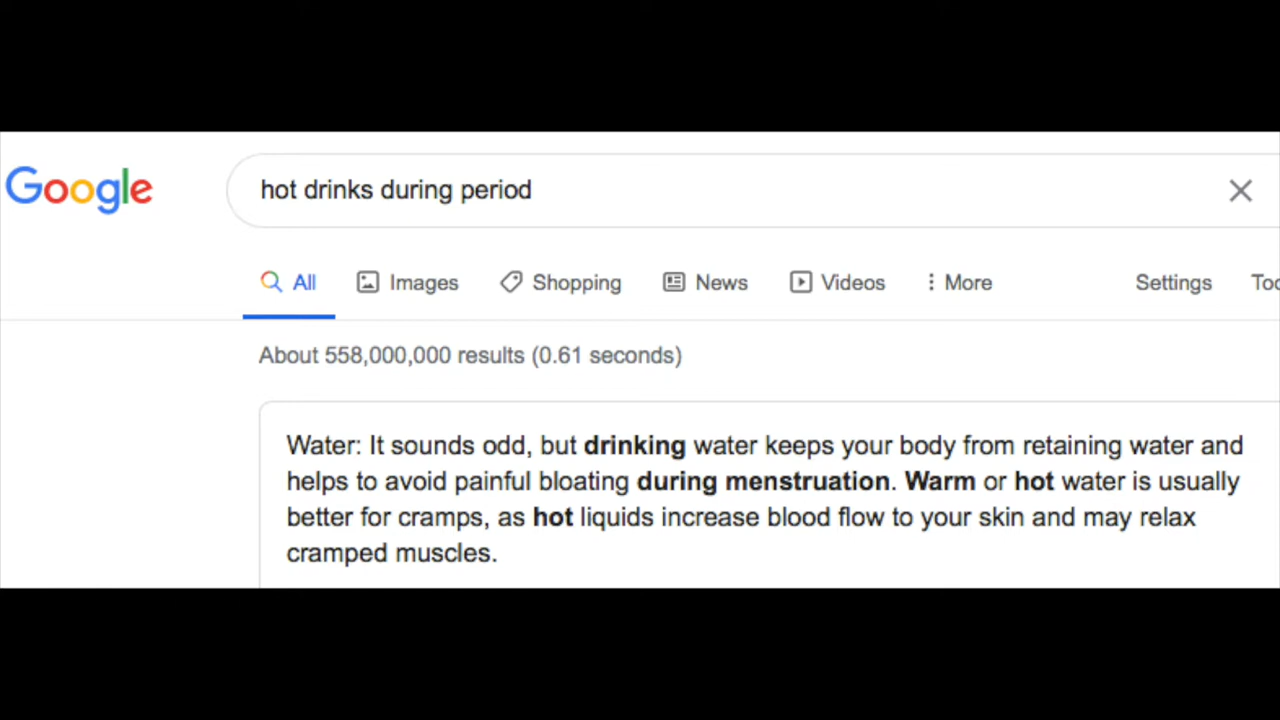 Google
hot drinks during period
All Images Shopping News Videos More Settings Too
About 558,000,000 results (0.61 seconds)
Water: It sounds odd, but drinking water keeps your body from retaining water and
helps to avoid painful bloating during menstruation. Warm or hot water is usually
better for cramps, as hot liquids increase blood flow to your skin and may relax
cramped muscles.